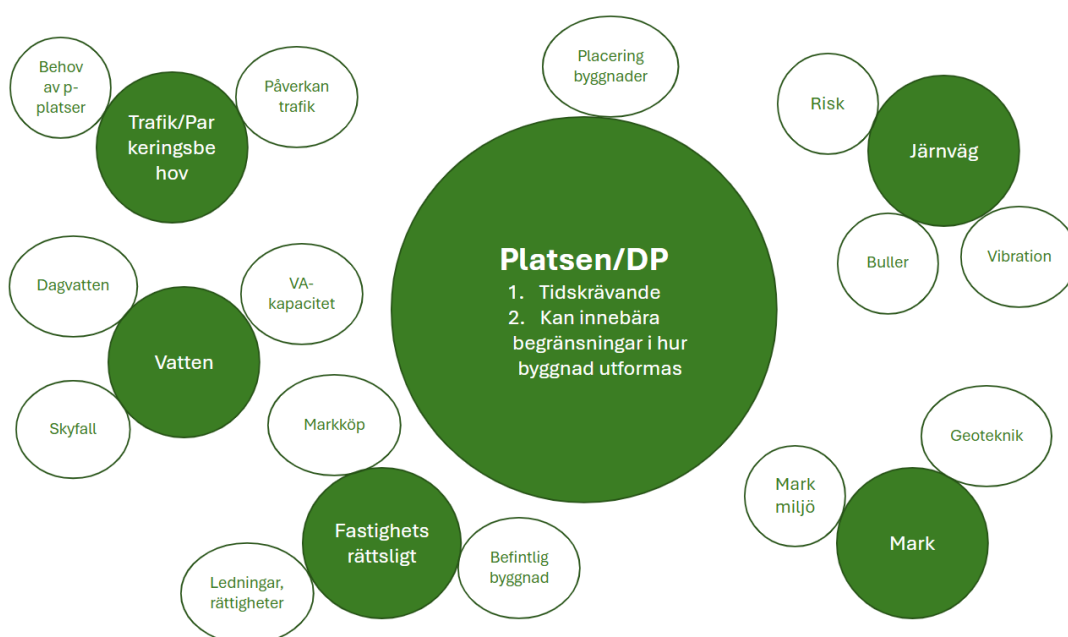 Behov
av p-
platser
Påverkan
trafik
Trafik/Par
keringsbe
hov
Placering
byggnader
Risk
Järnväg
Buller
Vibration
Platsen/DP
1. Tidskrävande
2. Kan innebära
begränsningar i hur
byggnad utformas
Dagvatten
VA-
kapacitet
Vatten
Skyfall
Markköp
Fastighets
rättsligt
Ledningar,
rättigheter
Befintlig
byggnad
Geoteknik
Mark
miljö
Mark